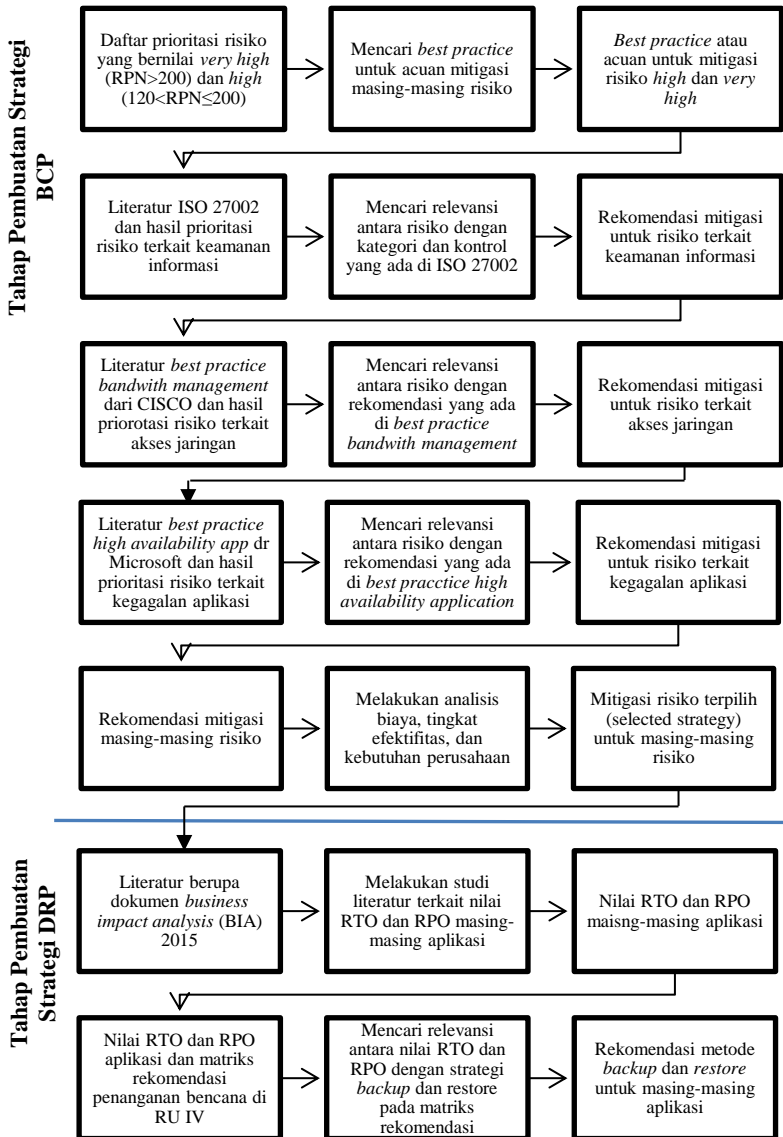 Tahap Pembuatan Strategi
BCP
Daftar prioritasi risiko
yang bernilai very high
(RPN>200) dan high
(120<RPN≤200)
Mencari best practice
untuk acuan mitigasi
masing-masing risiko
Best practice atau
acuan untuk mitigasi
risiko high dan very
high
Literatur ISO 27002
dan hasil prioritasi
risiko terkait keamanan
informasi
Mencari relevansi
antara risiko dengan
kategori dan kontrol
yang ada di ISO 27002
Rekomendasi mitigasi
untuk risiko terkait
keamanan informasi
Literatur best practice
bandwith management
dari CISCO dan hasil
priorotasi risiko terkait
akses jaringan
Mencari relevansi
antara risiko dengan
rekomendasi yang ada
di best practice
bandwith management
Rekomendasi mitigasi
untuk risiko terkait
akses jaringan
Literatur best practice
high availability app dr
Microsoft dan hasil
prioritasi risiko terkait
kegagalan aplikasi
Mencari relevansi
antara risiko dengan
rekomendasi yang ada
di best pracctice high
availability application
Rekomendasi mitigasi
untuk risiko terkait
kegagalan aplikasi
Rekomendasi mitigasi
masing-masing risiko
Melakukan analisis
biaya, tingkat
efektifitas, dan
kebutuhan perusahaan
Mitigasi risiko terpilih
(selected strategy)
untuk masing-masing
risiko
Tahap Pembuatan
Strategi DRP
Literatur berupa
dokumen business
impact analysis (BIA)
2015
Melakukan studi
literatur terkait nilai
RTO dan RPO masing-
masing aplikasi
Nilai RTO dan RPO
maisng-masing aplikasi
Nilai RTO dan RPO
aplikasi dan matriks
rekomendasi
penanganan bencana di
RU IV
Mencari relevansi
antara nilai RTO dan
RPO dengan strategi
backup dan restore
pada matriks
rekomendasi
Rekomendasi metode
backup dan restore
untuk masing-masing
aplikasi